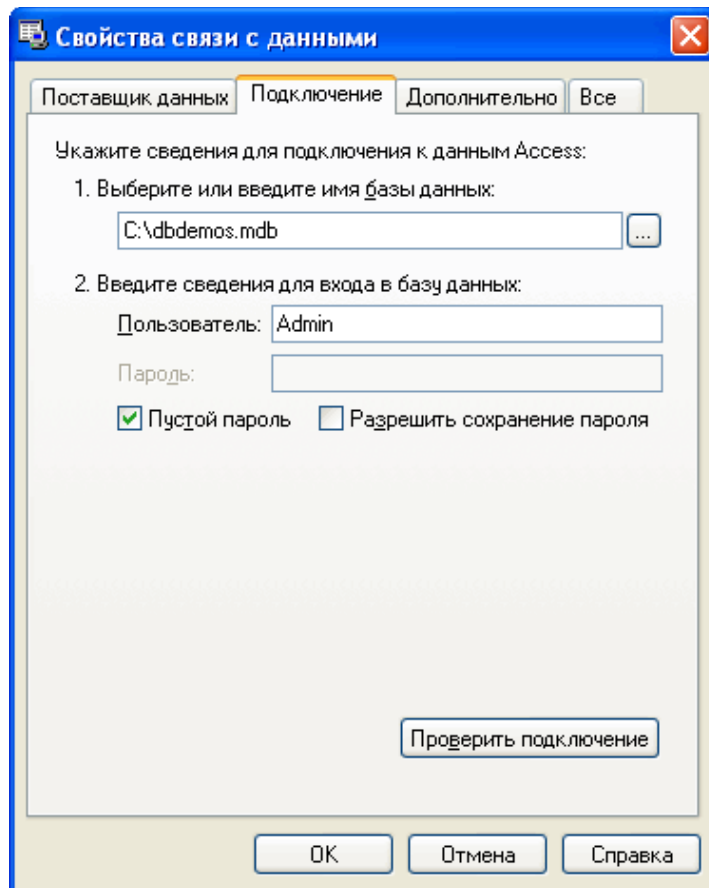 Свойства связи с данными
Поставщик данных Подключение Дополнительно Все
Укажите сведения для подключения к данным Access:
1. Выберите или введите имя базы данных:
C:\dbdemos.mdb ...
2. Введите сведения для входа в базу данных:
Пользователь: Admin
Пароль:
Пустой пароль Разрешить сохранение пароля
Проверить подключение
OK Отмена Справка